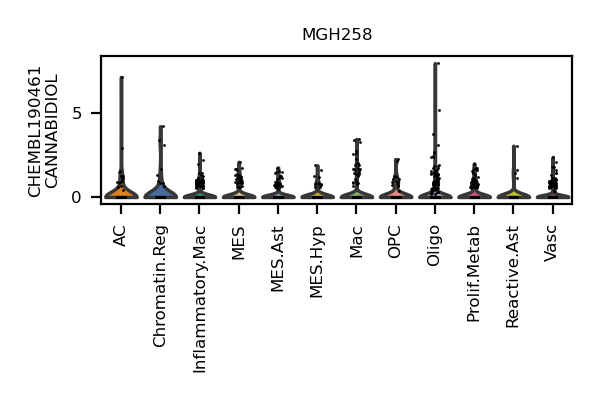 MGH258
CHEMBL190461
CANNABIDIOL
5
0
AC
Chromatin.Reg
Inflammatory.Mac
MES
MES.Ast
MES.Hyp
Mac
OPC
Oligo
Prolif.Metab
Reactive.Ast
Vasc